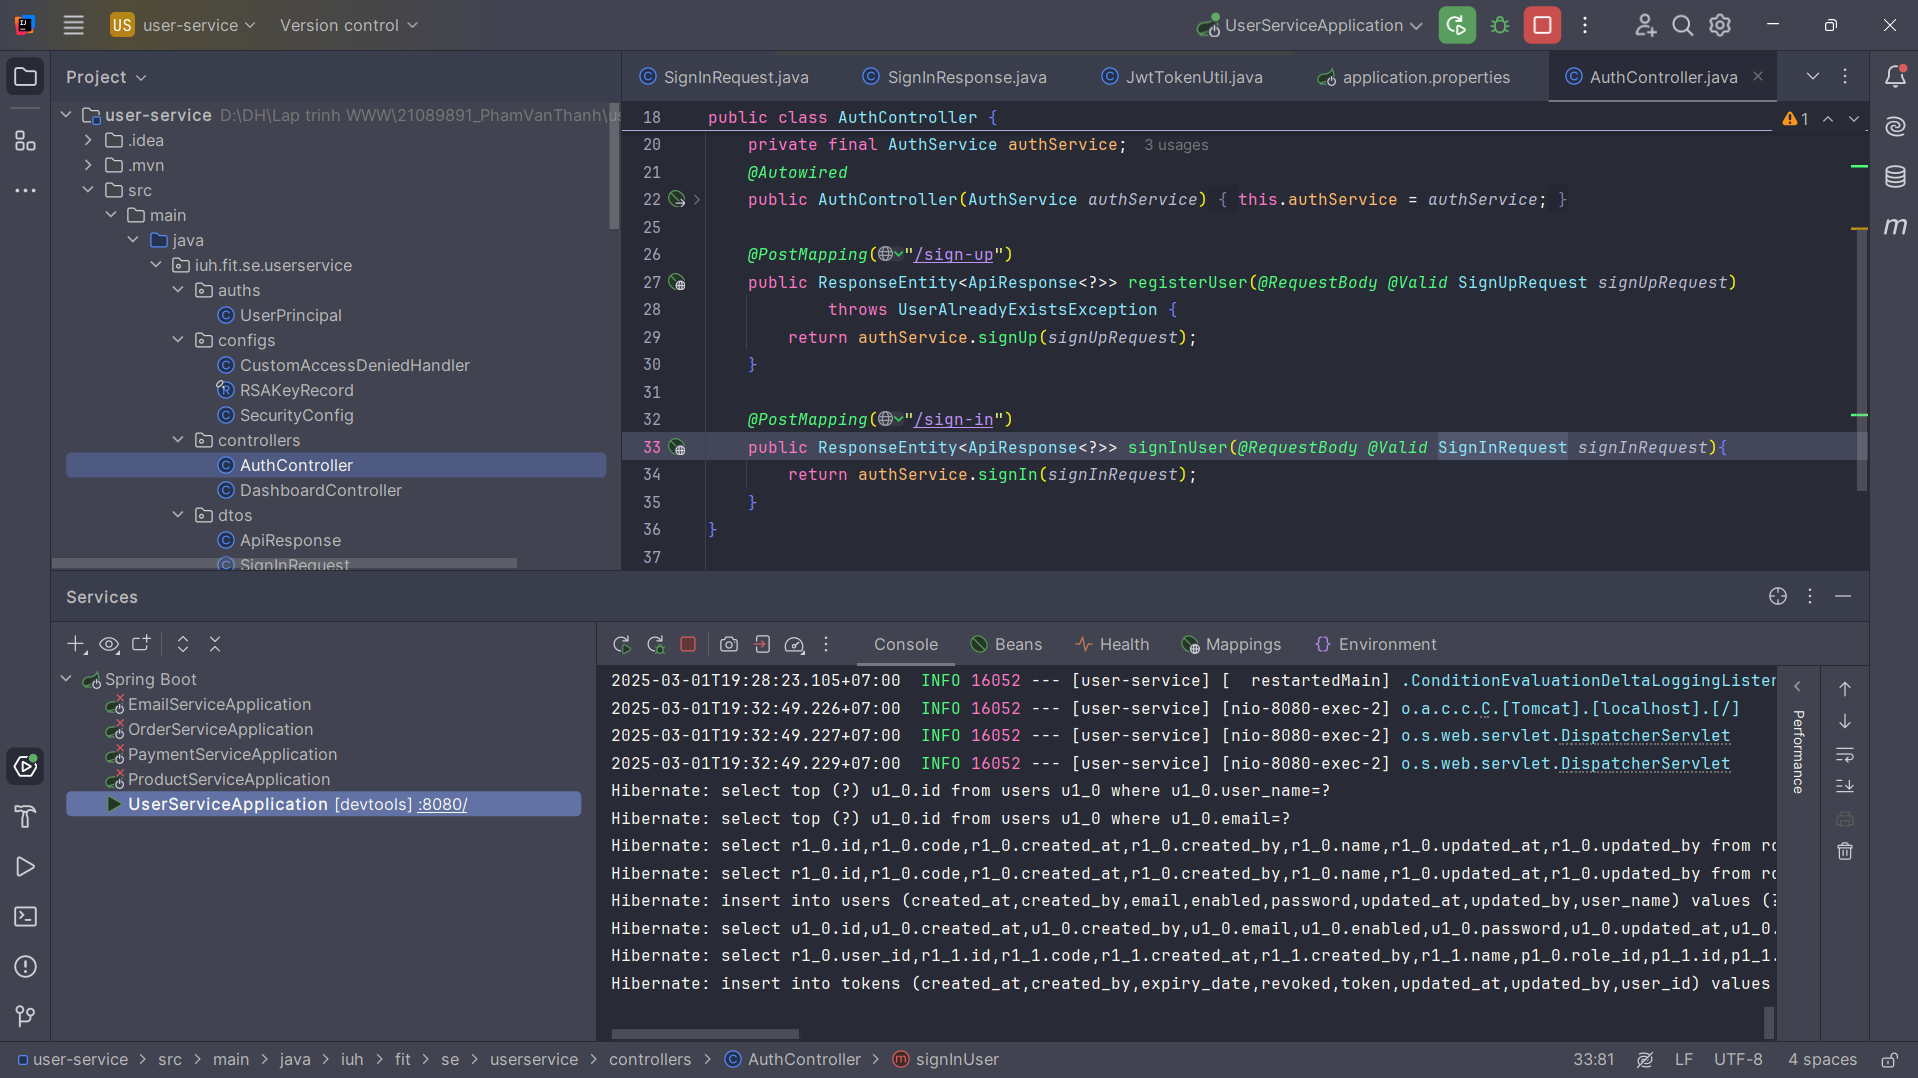 US user-service
Version control
UserServiceApplication
Project
SignInRequest.java
SignInResponse.java
JwtTokenUtil.java
application.properties
AuthController.java
user-service D:\DH\Lap trinh WWW\21089891_PhamVanThanh\us
.idea
.mvn
src
main
java
iuh.fit.se.userservice
auths
UserPrincipal
configs
CustomAccessDeniedHandler
RSAKeyRecord
SecurityConfig
controllers
AuthController
DashboardController
dtos
ApiResponse
SignInRequest
1
18 public class AuthController {
20 private final AuthService authService; 3 usages
21 @Autowired
22 public AuthController(AuthService authService) { this.authService = authService; }
25
26 @PostMapping("/sign-up")
27 public ResponseEntity<ApiResponse<?>> registerUser(@RequestBody @Valid SignUpRequest signUpRequest)
28 throws UserAlreadyExistsException {
29 return authService.signUp(signUpRequest);
30 }
31
32 @PostMapping("/sign-in")
33 public ResponseEntity<ApiResponse<?>> signInUser(@RequestBody @Valid SignInRequest signInRequest){
34 return authService.signIn(signInRequest);
35 }
36 }
37
m
Services
Spring Boot
EmailServiceApplication
OrderServiceApplication
PaymentServiceApplication
ProductServiceApplication
UserServiceApplication [devtools] :8080/
Console
Beans
Health
Mappings
Environment
2025-03-01T19:28:23.105+07:00 INFO 16052 --- [user-service] [ restartedMain] .ConditionEvaluationDeltaLoggingListen
2025-03-01T19:32:49.226+07:00 INFO 16052 --- [user-service] [nio-8080-exec-2] o.a.c.c.C.[Tomcat].[localhost].[/]
2025-03-01T19:32:49.227+07:00 INFO 16052 --- [user-service] [nio-8080-exec-2] o.s.web.servlet.DispatcherServlet
2025-03-01T19:32:49.229+07:00 INFO 16052 --- [user-service] [nio-8080-exec-2] o.s.web.servlet.DispatcherServlet
Hibernate: select top (?) u1_0.id from users u1_0 where u1_0.user_name=?
Hibernate: select top (?) u1_0.id from users u1_0 where u1_0.email=?
Hibernate: select r1_0.id,r1_0.code,r1_0.created_at,r1_0.created_by,r1_0.name,r1_0.updated_at,r1_0.updated_by from ro
Hibernate: select r1_0.id,r1_0.code,r1_0.created_at,r1_0.created_by,r1_0.name,r1_0.updated_at,r1_0.updated_by from ro
Hibernate: insert into users (created_at,created_by,email,enabled,password,updated_at,updated_by,user_name) values (?
Hibernate: select u1_0.id,u1_0.created_at,u1_0.created_by,u1_0.email,u1_0.enabled,u1_0.password,u1_0.updated_at,u1_0.
Hibernate: select r1_0.user_id,r1_1.id,r1_1.code,r1_1.created_at,r1_1.created_by,r1_1.name,p1_0.role_id,p1_1.id,p1_1.
Hibernate: insert into tokens (created_at,created_by,expiry_date,revoked,token,updated_at,updated_by,user_id) values
Performance
user-service > src > main > java > iuh > fit > se > userservice > controllers > AuthController > signInUser
33:81
LF
UTF-8
4 spaces